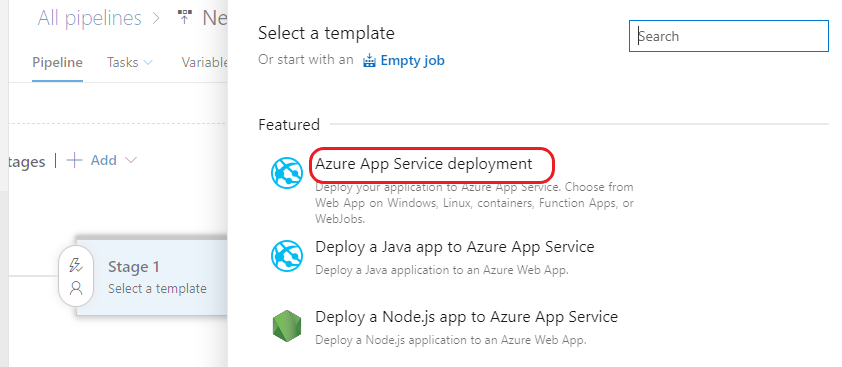 All pipelines > Ne
Pipeline Tasks Variable
tages | + Add
Stage 1
Select a template
Select a template
Or start with an Empty job
Search
Featured
Azure App Service deployment
Deploy your application to Azure App Service. Choose from
Web App on Windows, Linux, containers, Function Apps, or
WebJobs.
Deploy a Java app to Azure App Service
Deploy a Java application to an Azure Web App.
Deploy a Node.js app to Azure App Service
Deploy a Node.js application to an Azure Web App.